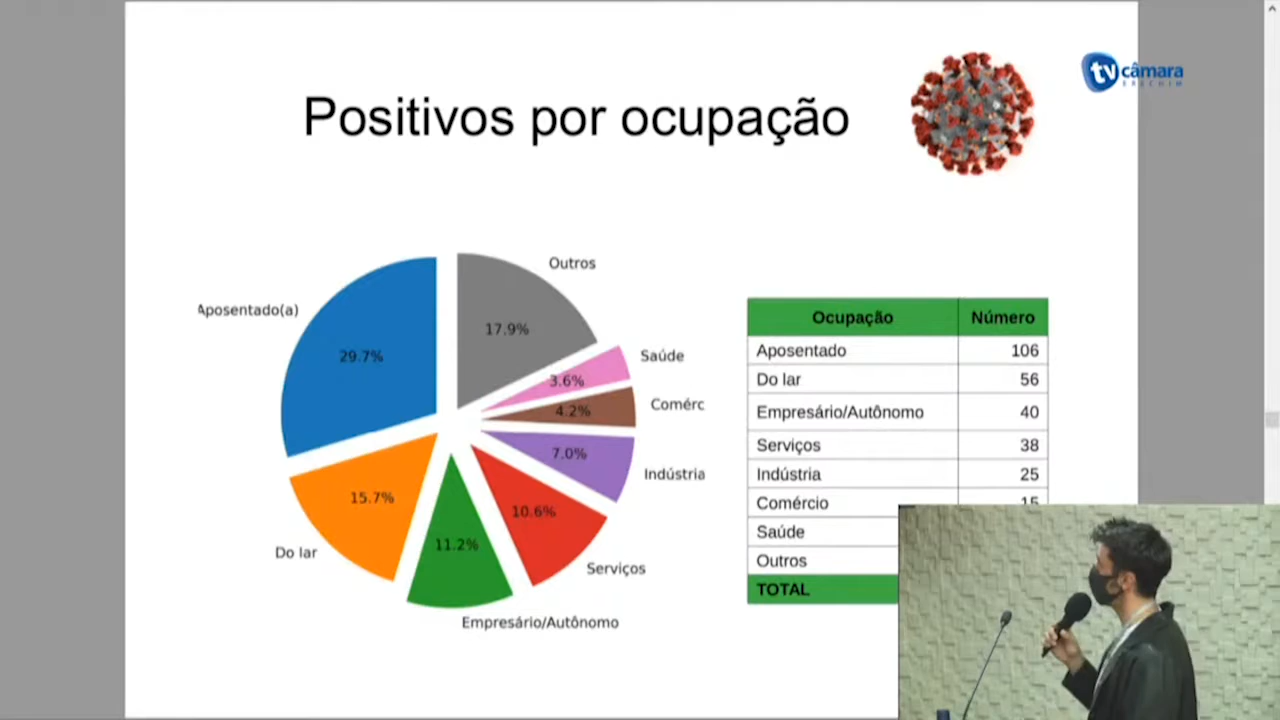 tv câmara
ERECHIM
Positivos por ocupação
Outros
17.9%
Aposentado(a)
29.7%
Saúde
3.6%
Comérc
4.2%
Indústria
7.0%
15.7%
10.6%
11.2%
Do lar
Serviços
Empresário/Autônomo
Ocupação Número
Aposentado 106
Do lar 56
Empresário/Autônomo 40
Serviços 38
Indústria 25
Comércio 15
Saúde
Outros
TOTAL